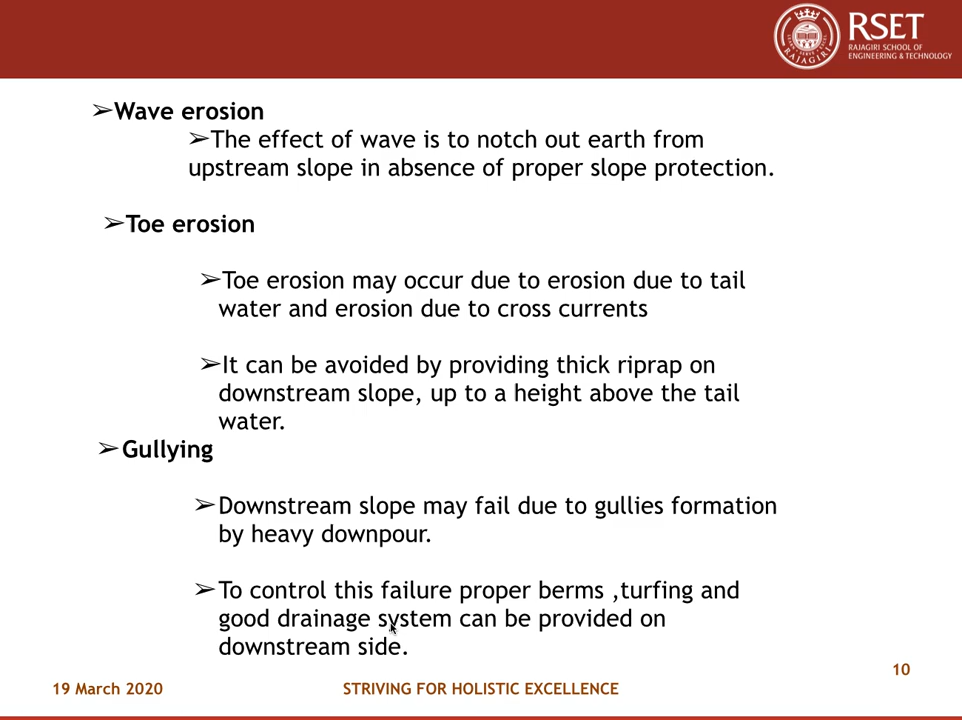 RSET
RAJAGIRI SCHOOL OF
ENGINEERING & TECHNOLOGY
RAJAGIRI
➢Wave erosion
➢The effect of wave is to notch out earth from
upstream slope in absence of proper slope protection.
➢Toe erosion
➢Toe erosion may occur due to erosion due to tail
water and erosion due to cross currents
➢It can be avoided by providing thick riprap on
downstream slope, up to a height above the tail
water.
➢Gullying
➢Downstream slope may fail due to gullies formation
by heavy downpour.
➢To control this failure proper berms ,turfing and
good drainage system can be provided on
downstream side.
10
19 March 2020
STRIVING FOR HOLISTIC EXCELLENCE